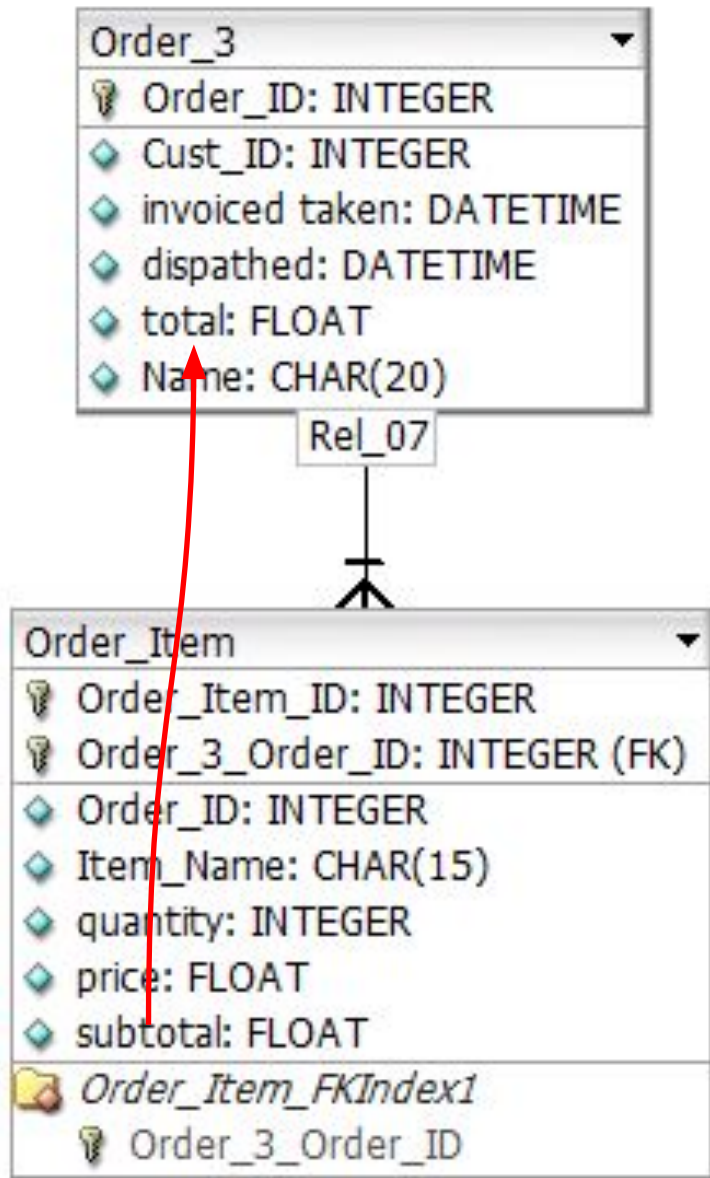 Order_3
Order_ID: INTEGER
Cust_ID: INTEGER
invoiced taken: DATETIME
dispathed: DATETIME
total: FLOAT
Name: CHAR(20)
Rel_07
Order_Item
Order_Item_ID: INTEGER
Order_3_Order_ID: INTEGER (FK)
Order_ID: INTEGER
Item_Name: CHAR(15)
quantity: INTEGER
price: FLOAT
subtotal: FLOAT
Order_Item_FKIndex1
Order_3_Order_ID